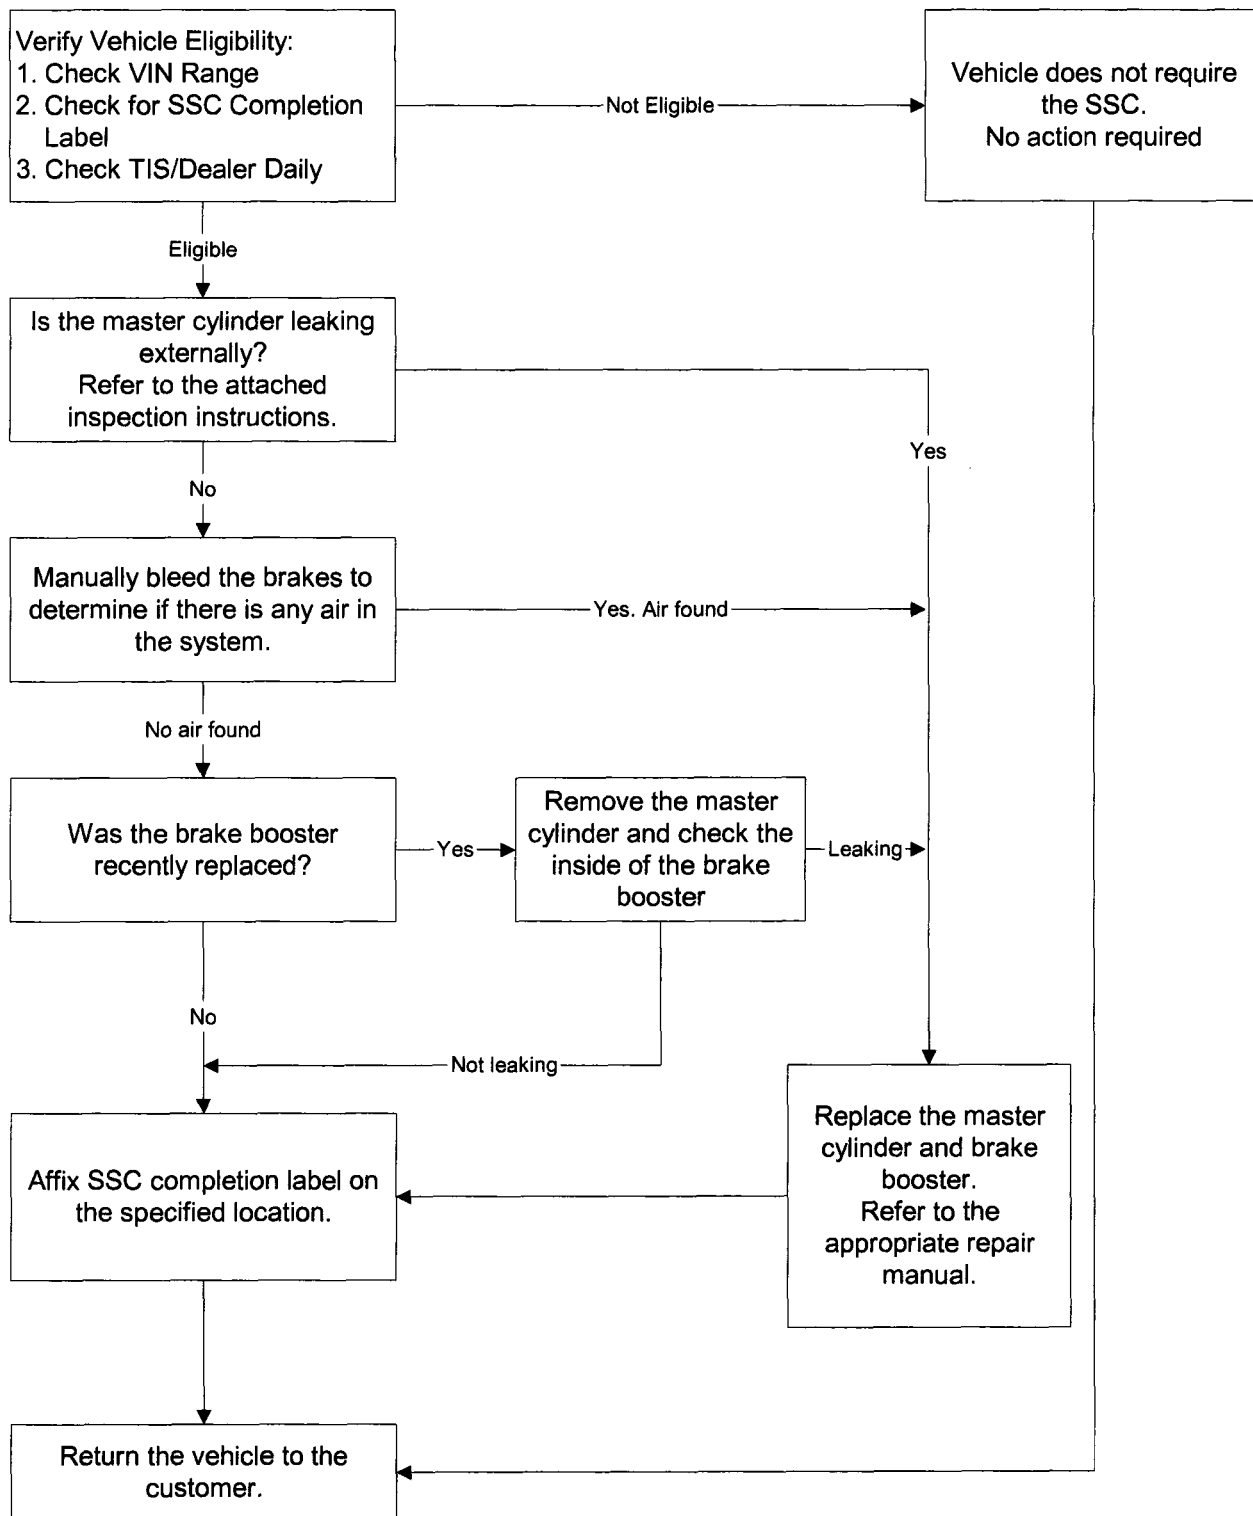 Verify Vehicle Eligibility:
1. Check VIN Range
2. Check for SSC Completion
Label
3. Check TIS/Dealer Daily
Not Eligible
Vehicle does not require
the SSC.
No action required
Eligible
Is the master cylinder leaking
externally?
Refer to the attached
inspection instructions.
Yes
No
Manually bleed the brakes to
determine if there is any air in
the system.
Yes. Air found
No air found
Was the brake booster
recently replaced?
Yes
Remove the master
cylinder and check the
inside of the brake
booster
Leaking
No
Not leaking
Affix SSC completion label on
the specified location.
Replace the master
cylinder and brake
booster.
Refer to the
appropriate repair
manual.
Return the vehicle to the
customer.